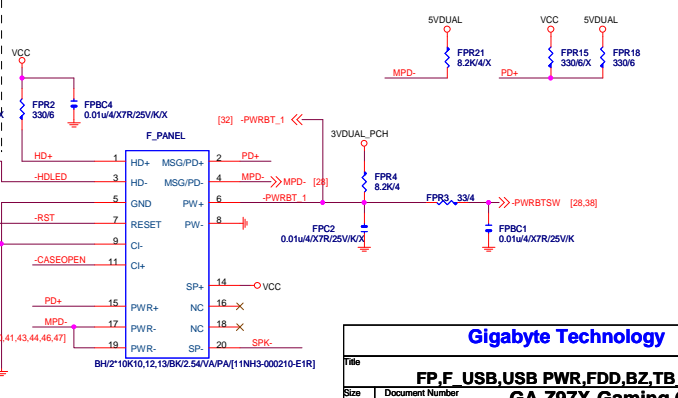 5VDUAL VCC 5VDUAL
FPR21
8.2K/4/X
FPR15
330/6/X
FPR18
330/6
MPD- PD+
VCC
FPR2
330/6
FPBC4
0.01u/4/X7R/25V/K/X
[32] -PWRBT_1
F_PANEL
3VDUAL_PCH
HD+ 1 HD+ MSG/PD+ 2 PD+
-HDLED 3 HD- MSG/PD- 4 MPD- MPD- [28]
FPR4
8.2K/4
5 GND PW+ 6 -PWRBT_1
FPR3 33/4
-PWRBTSW [28,38]
-RST 7 RESET PW- 8
FPC2
0.01u/4/X7R/25V/K/X
FPBC1
0.01u/4/X7R/25V/K
9 CI-
-CASEOPEN 11 CI+
SP+ 14 VCC
PD+ 15 PWR+ NC 16
MPD- 17 PWR- NC 18
,41,43,44,46,47]
19 PWR- SP- 20 SPK-
BH/2*10K10,12,13/BK/2.54/VA/PA/[11NH3-000210-E1R]
Gigabyte Technology
Title
FP,F_USB,USB PWR,FDD,BZ,TB_
Size Document Number
GA-Z97X-Gaming